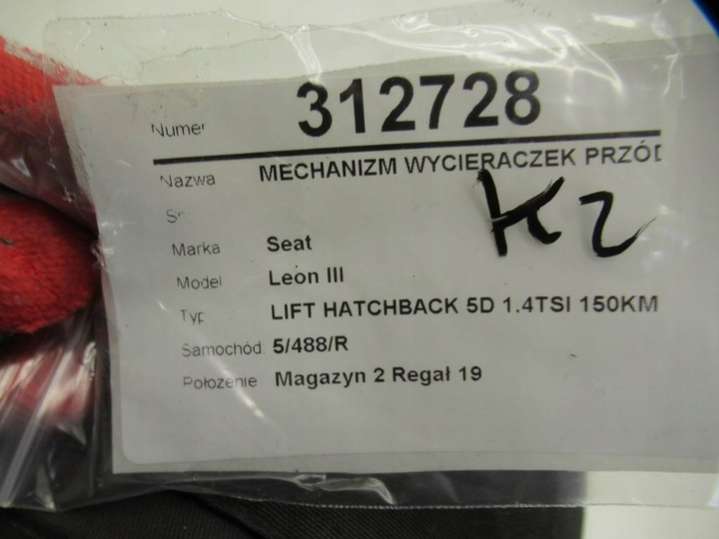 Numer 312728
Nazwa MECHANIZM WYCIERACZEK PRZÓD
K2
Marka Seat
Model Leon III
Typ LIFT HATCHBACK 5D 1.4TSI 150KM
Samochód 5/488/R
Położenie Magazyn 2 Regał 19